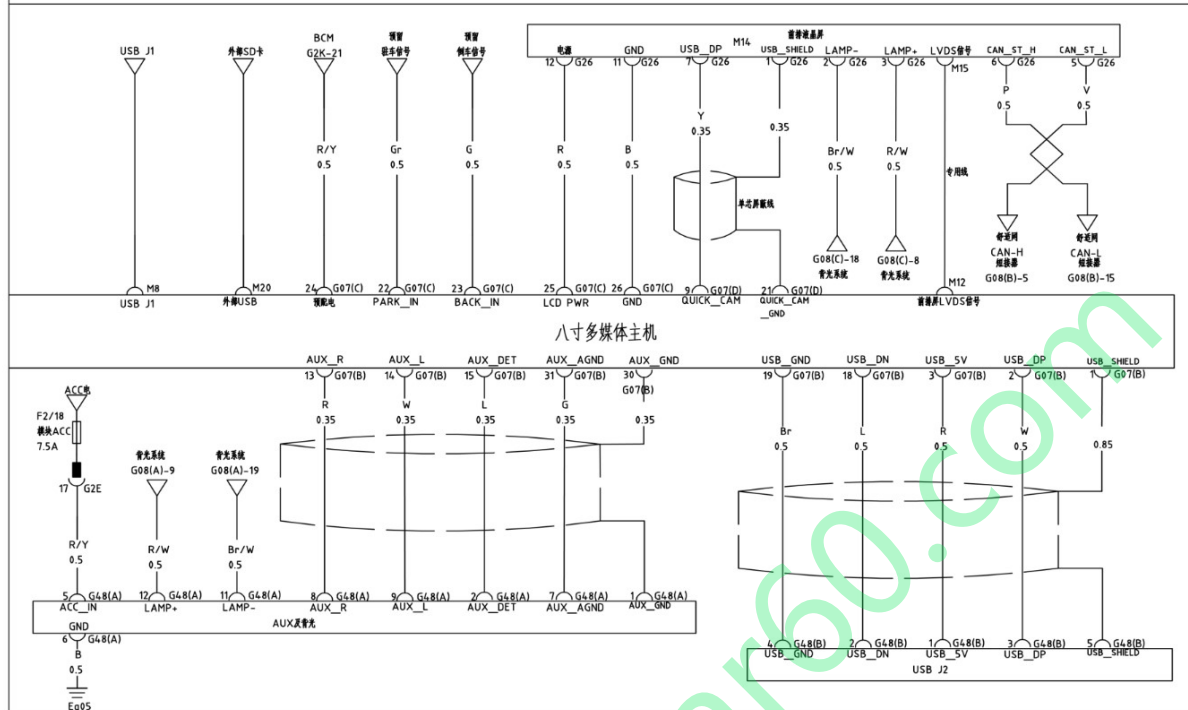 USB J1
外部SD卡
BCM
G2K-21
预留
驻车信号
预留
倒车信号
前排液晶屏
M14
电源
GND
USB_DP
USB_SHIELD
LAMP-
LAMP+
LVDS信号
CAN_ST_H
CAN_ST_L
12 G26
11 G26
7 G26
1 G26
2 G26
3 G26
M15
6 G26
5 G26
P
0.5
V
0.5
Y
0.35
0.35
R/Y
0.5
Gr
0.5
G
0.5
R
0.5
B
0.5
Br/W
0.5
R/W
0.5
专用线
单芯屏蔽线
G08(C)-18
背光系统
G08(C)-8
背光系统
舒适网
CAN-H
短接器
G08(B)-5
舒适网
CAN-L
短接器
G08(B)-15
M8
M20
24 G07(C)
22 G07(C)
23 G07(C)
25 G07(C)
26 G07(C)
9 G07(D)
21 G07(D)
M12
USB J1
外部USB
预配电
PARK_IN
BACK_IN
LCD PWR
GND
QUICK_CAM
QUICK_CAM
_GND
前排屏LVDS信号
八寸多媒体主机
AUX_R
AUX_L
AUX_DET
AUX_AGND
AUX_GND
USB_GND
USB_DN
USB_5V
USB_DP
USB_SHIELD
13 G07(B)
14 G07(B)
15 G07(B)
31 G07(B)
30
G07(B)
19 G07(B)
18 G07(B)
3 G07(B)
2 G07(B)
1 G07(B)
ACC电
F2/18
模块ACC
7.5A
17 G2E
背光系统
G08(A)-9
背光系统
G08(A)-19
R
0.35
W
0.35
L
0.35
G
0.35
0.35
Br
0.5
L
0.5
R
0.5
W
0.5
0.85
R/Y
0.5
R/W
0.5
Br/W
0.5
5 G48(A)
12 G48(A)
11 G48(A)
8 G48(A)
9 G48(A)
2 G48(A)
7 G48(A)
1 G48(A)
ACC_IN
LAMP+
LAMP-
AUX_R
AUX_L
AUX_DET
AUX_AGND
AUX_GND
AUX及背光
GND
6 G48(A)
B
0.5
Eg05
4 G48(B)
2 G48(B)
1 G48(B)
3 G48(B)
5 G48(B)
USB_GND
USB_DN
USB_5V
USB_DP
USB_SHIELD
USB J2
ar60.com